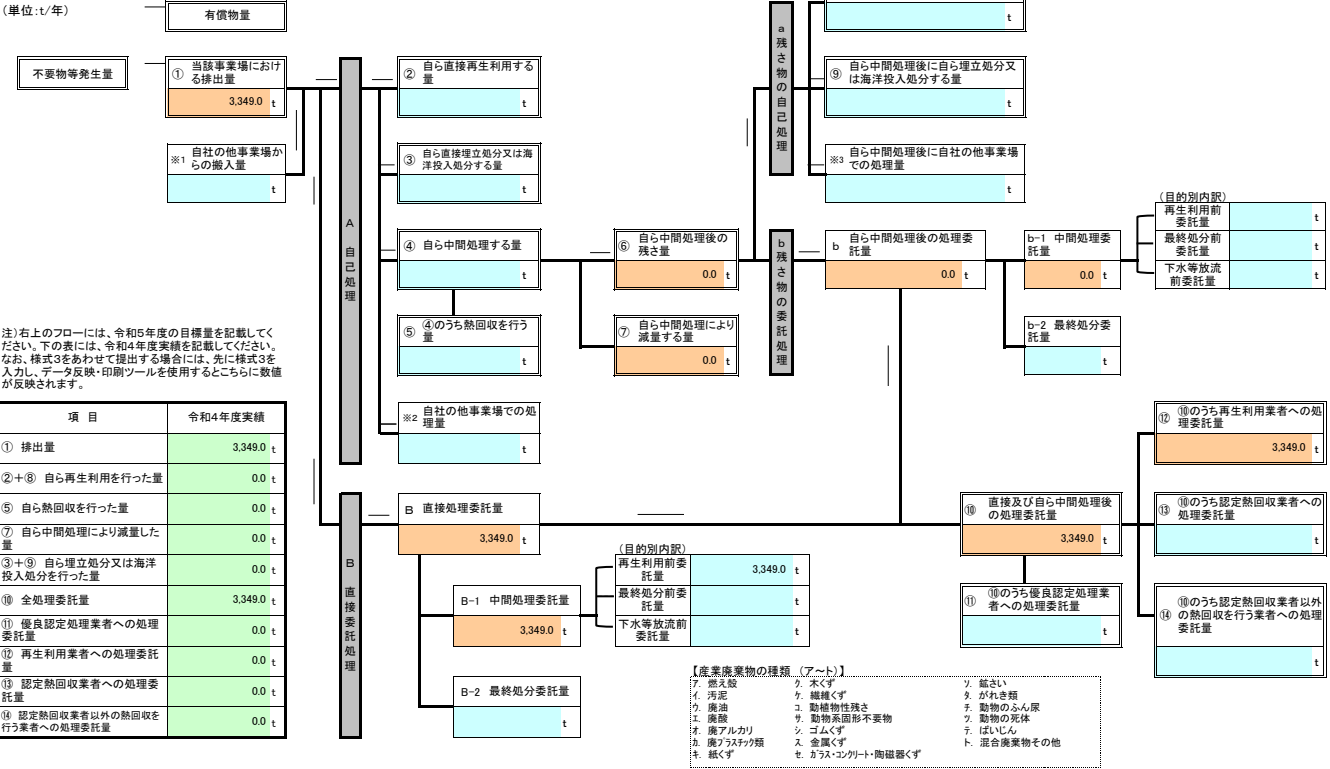 (単位:t/年)
有償物量
t
不要物等発生量
① 当該事業場におけ
る排出量
3,349.0 t
※1 自社の他事業場か
らの搬入量
t
A 自己処理
② 自ら直接再生利用する
量
t
③ 自ら直接埋立処分又は海
洋投入処分する量
t
④ 自ら中間処理する量
t
⑤ ④のうち熱回収を行う
量
t
※2 自社の他事業場での処
理量
t
⑥ 自ら中間処理後の
残さ量
0.0 t
⑦ 自ら中間処理により
減量する量
0.0 t
a 残さ物の自己処理
⑨ 自ら中間処理後に自ら埋立処分又
は海洋投入処分する量
t
※3 自ら中間処理後に自社の他事業場
での処理量
t
b 残さ物の委託処理
b 自ら中間処理後の処理委
託量
0.0 t
b-1 中間処理委
託量
0.0 t
b-2 最終処分委
託量
t
(目的別内訳)
再生利用前
委託量
t
最終処分前
委託量
t
下水等放流
前委託量
t
注)右上のフローには、令和5年度の目標量を記載してく
ださい。下の表には、令和4年度実績を記載してください。
なお、様式3をあわせて提出する場合には、先に様式3を
入力し、データ反映・印刷ツールを使用するとこちらに数値
が反映されます。
項 目 令和4年度実績
① 排出量 3,349.0 t
②+⑧ 自ら再生利用を行った量 0.0 t
⑤ 自ら熱回収を行った量 0.0 t
⑦ 自ら中間処理により減量した
量 0.0 t
③+⑨ 自ら埋立処分又は海洋
投入処分を行った量 0.0 t
⑩ 全処理委託量 3,349.0 t
⑪ 優良認定処理業者への処理
委託量 0.0 t
⑫ 再生利用業者への処理委託
量 0.0 t
⑬ 認定熱回収業者への処理委
託量 0.0 t
⑭ 認定熱回収業者以外の熱回収を
行う業者への処理委託量 0.0 t
B 直接委託処理
B 直接処理委託量
3,349.0 t
B-1 中間処理委託量
3,349.0 t
B-2 最終処分委託量
t
(目的別内訳)
再生利用前委
託量
3,349.0 t
最終処分前委
託量
t
下水等放流前
委託量
t
⑩ 直接及び自ら中間処理後
の処理委託量
3,349.0 t
⑪ ⑩のうち優良認定処理業
者への処理委託量
t
⑫ ⑩のうち再生利用業者への処
理委託量
3,349.0 t
⑬ ⑩のうち認定熱回収業者への
処理委託量
t
⑭ ⑩のうち認定熱回収業者以外
の熱回収を行う業者への処理
委託量
t
【産業廃棄物の種類 (ア~ト)】
ア. 燃え殻 ク. 木くず ソ. 鉱さい
イ. 汚泥 ケ. 繊維くず タ. がれき類
ウ. 廃油 コ. 動植物性残さ チ. 動物のふん尿
エ. 廃酸 サ. 動物系固形不要物 ツ. 動物の死体
オ. 廃アルカリ シ. ゴムくず テ. ばいじん
カ. 廃プラスチック類 ス. 金属くず ト. 混合廃棄物その他
キ. 紙くず セ. ガラス・コンクリート・陶磁器くず